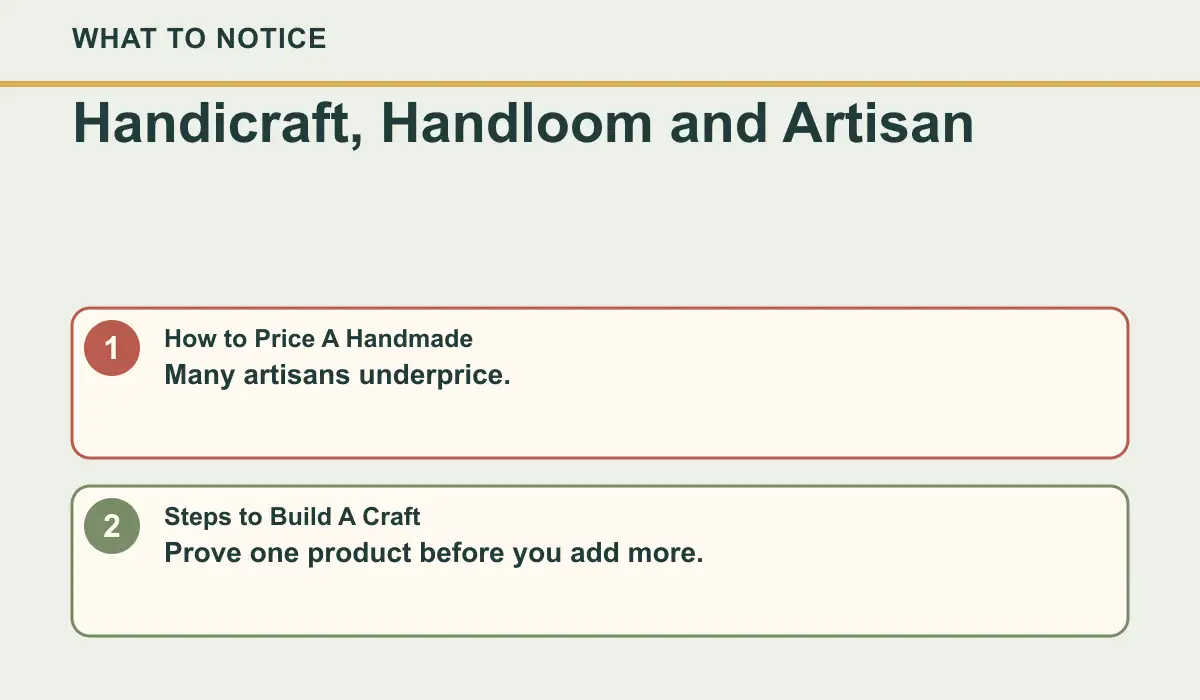 WHAT TO NOTICE
Handicraft, Handloom and Artisan
1
How to Price A Handmade
Many artisans underprice.
2
Steps to Build A Craft
Prove one product before you add more.